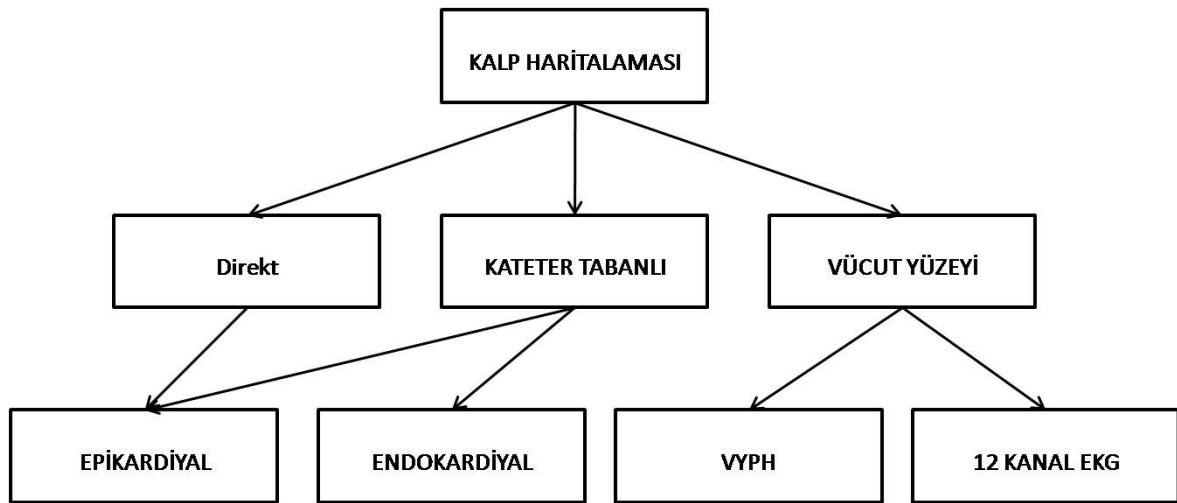 KALP HARİTALAMASI
Direkt
KATETER TABANLI
VÜCUT YÜZEYİ
EPİKARDİYAL
ENDOKARDİYAL
VYPH
12 KANAL EKG